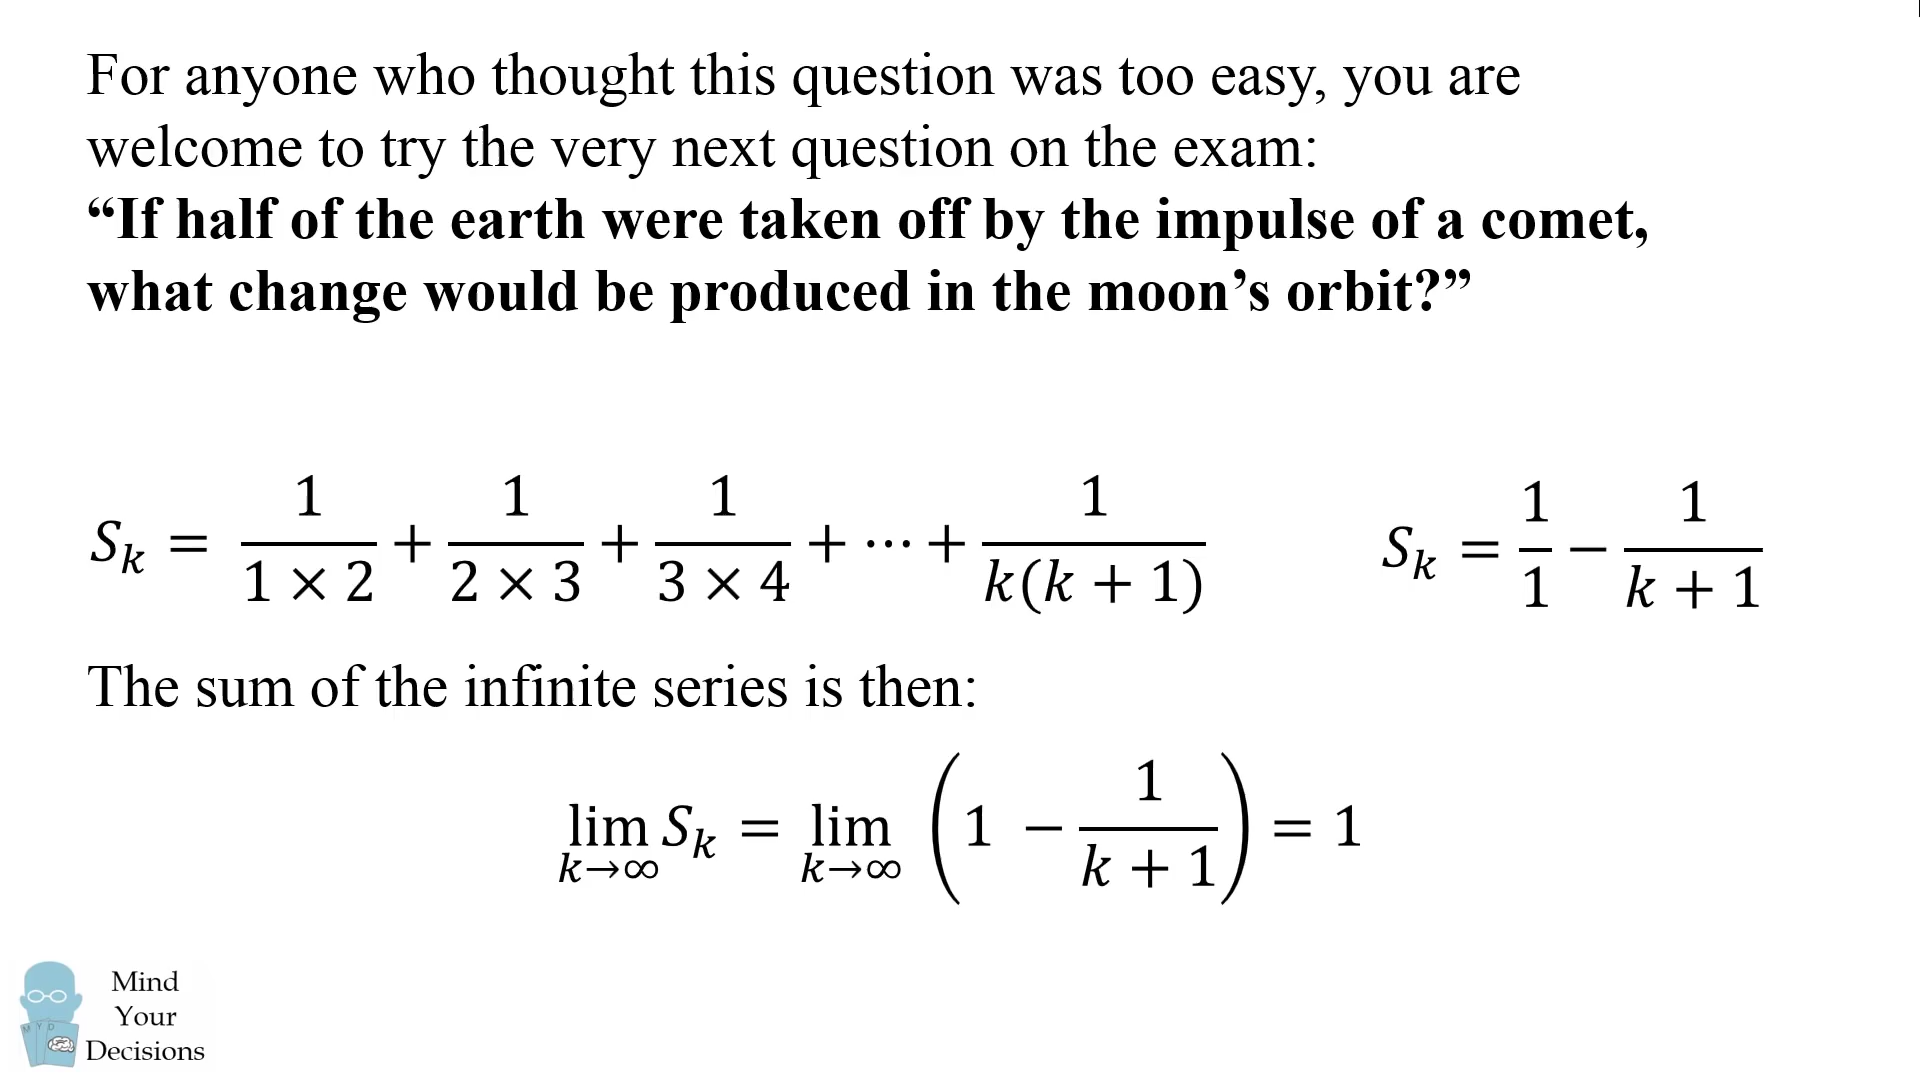 For anyone who thought this question was too easy, you are
welcome to try the very next question on the exam:
“If half of the earth were taken off by the impulse of a comet,
what change would be produced in the moon’s orbit?”
S_k = 1/(1 × 2) + 1/(2 × 3) + 1/(3 × 4) + ⋯ + 1/(k(k + 1))
S_k = 1/1 − 1/(k + 1)
The sum of the infinite series is then:
lim_{k→∞} S_k = lim_{k→∞} (1 − 1/(k + 1)) = 1
M Y D
Mind
Your
Decisions